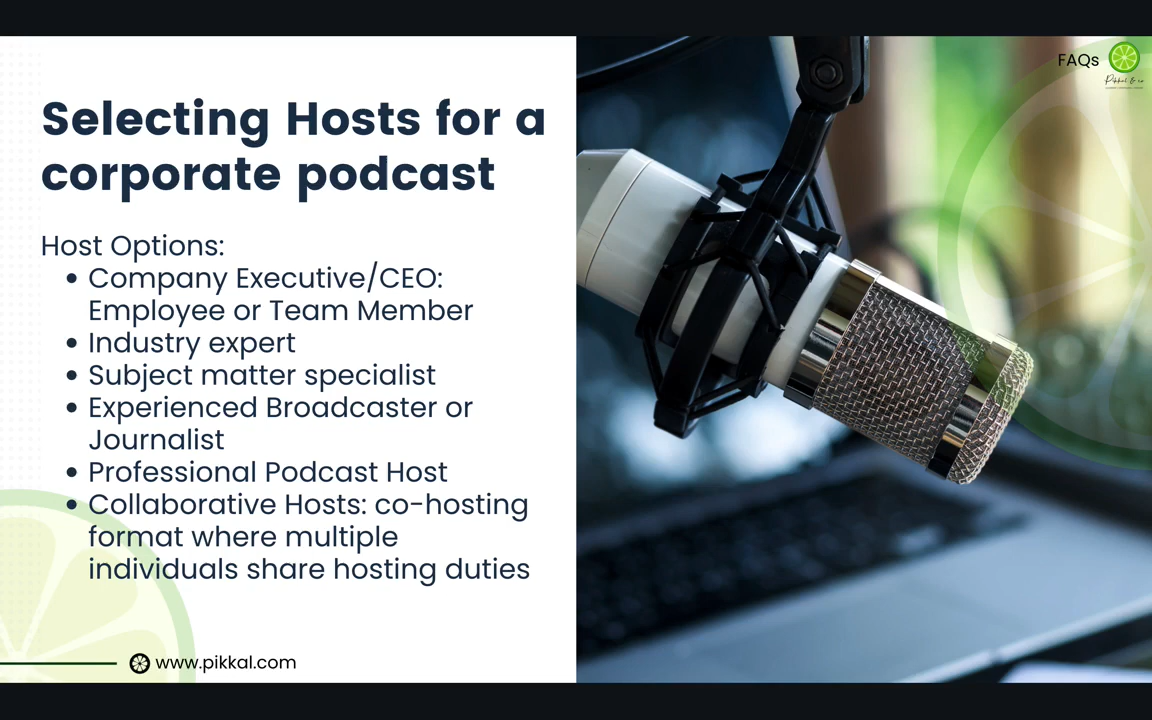 FAQs
Pikkal & co
Selecting Hosts for a
corporate podcast
Host Options:
• Company Executive/CEO:
Employee or Team Member
• Industry expert
• Subject matter specialist
• Experienced Broadcaster or
Journalist
• Professional Podcast Host
• Collaborative Hosts: co-hosting
format where multiple
individuals share hosting duties
www.pikkal.com